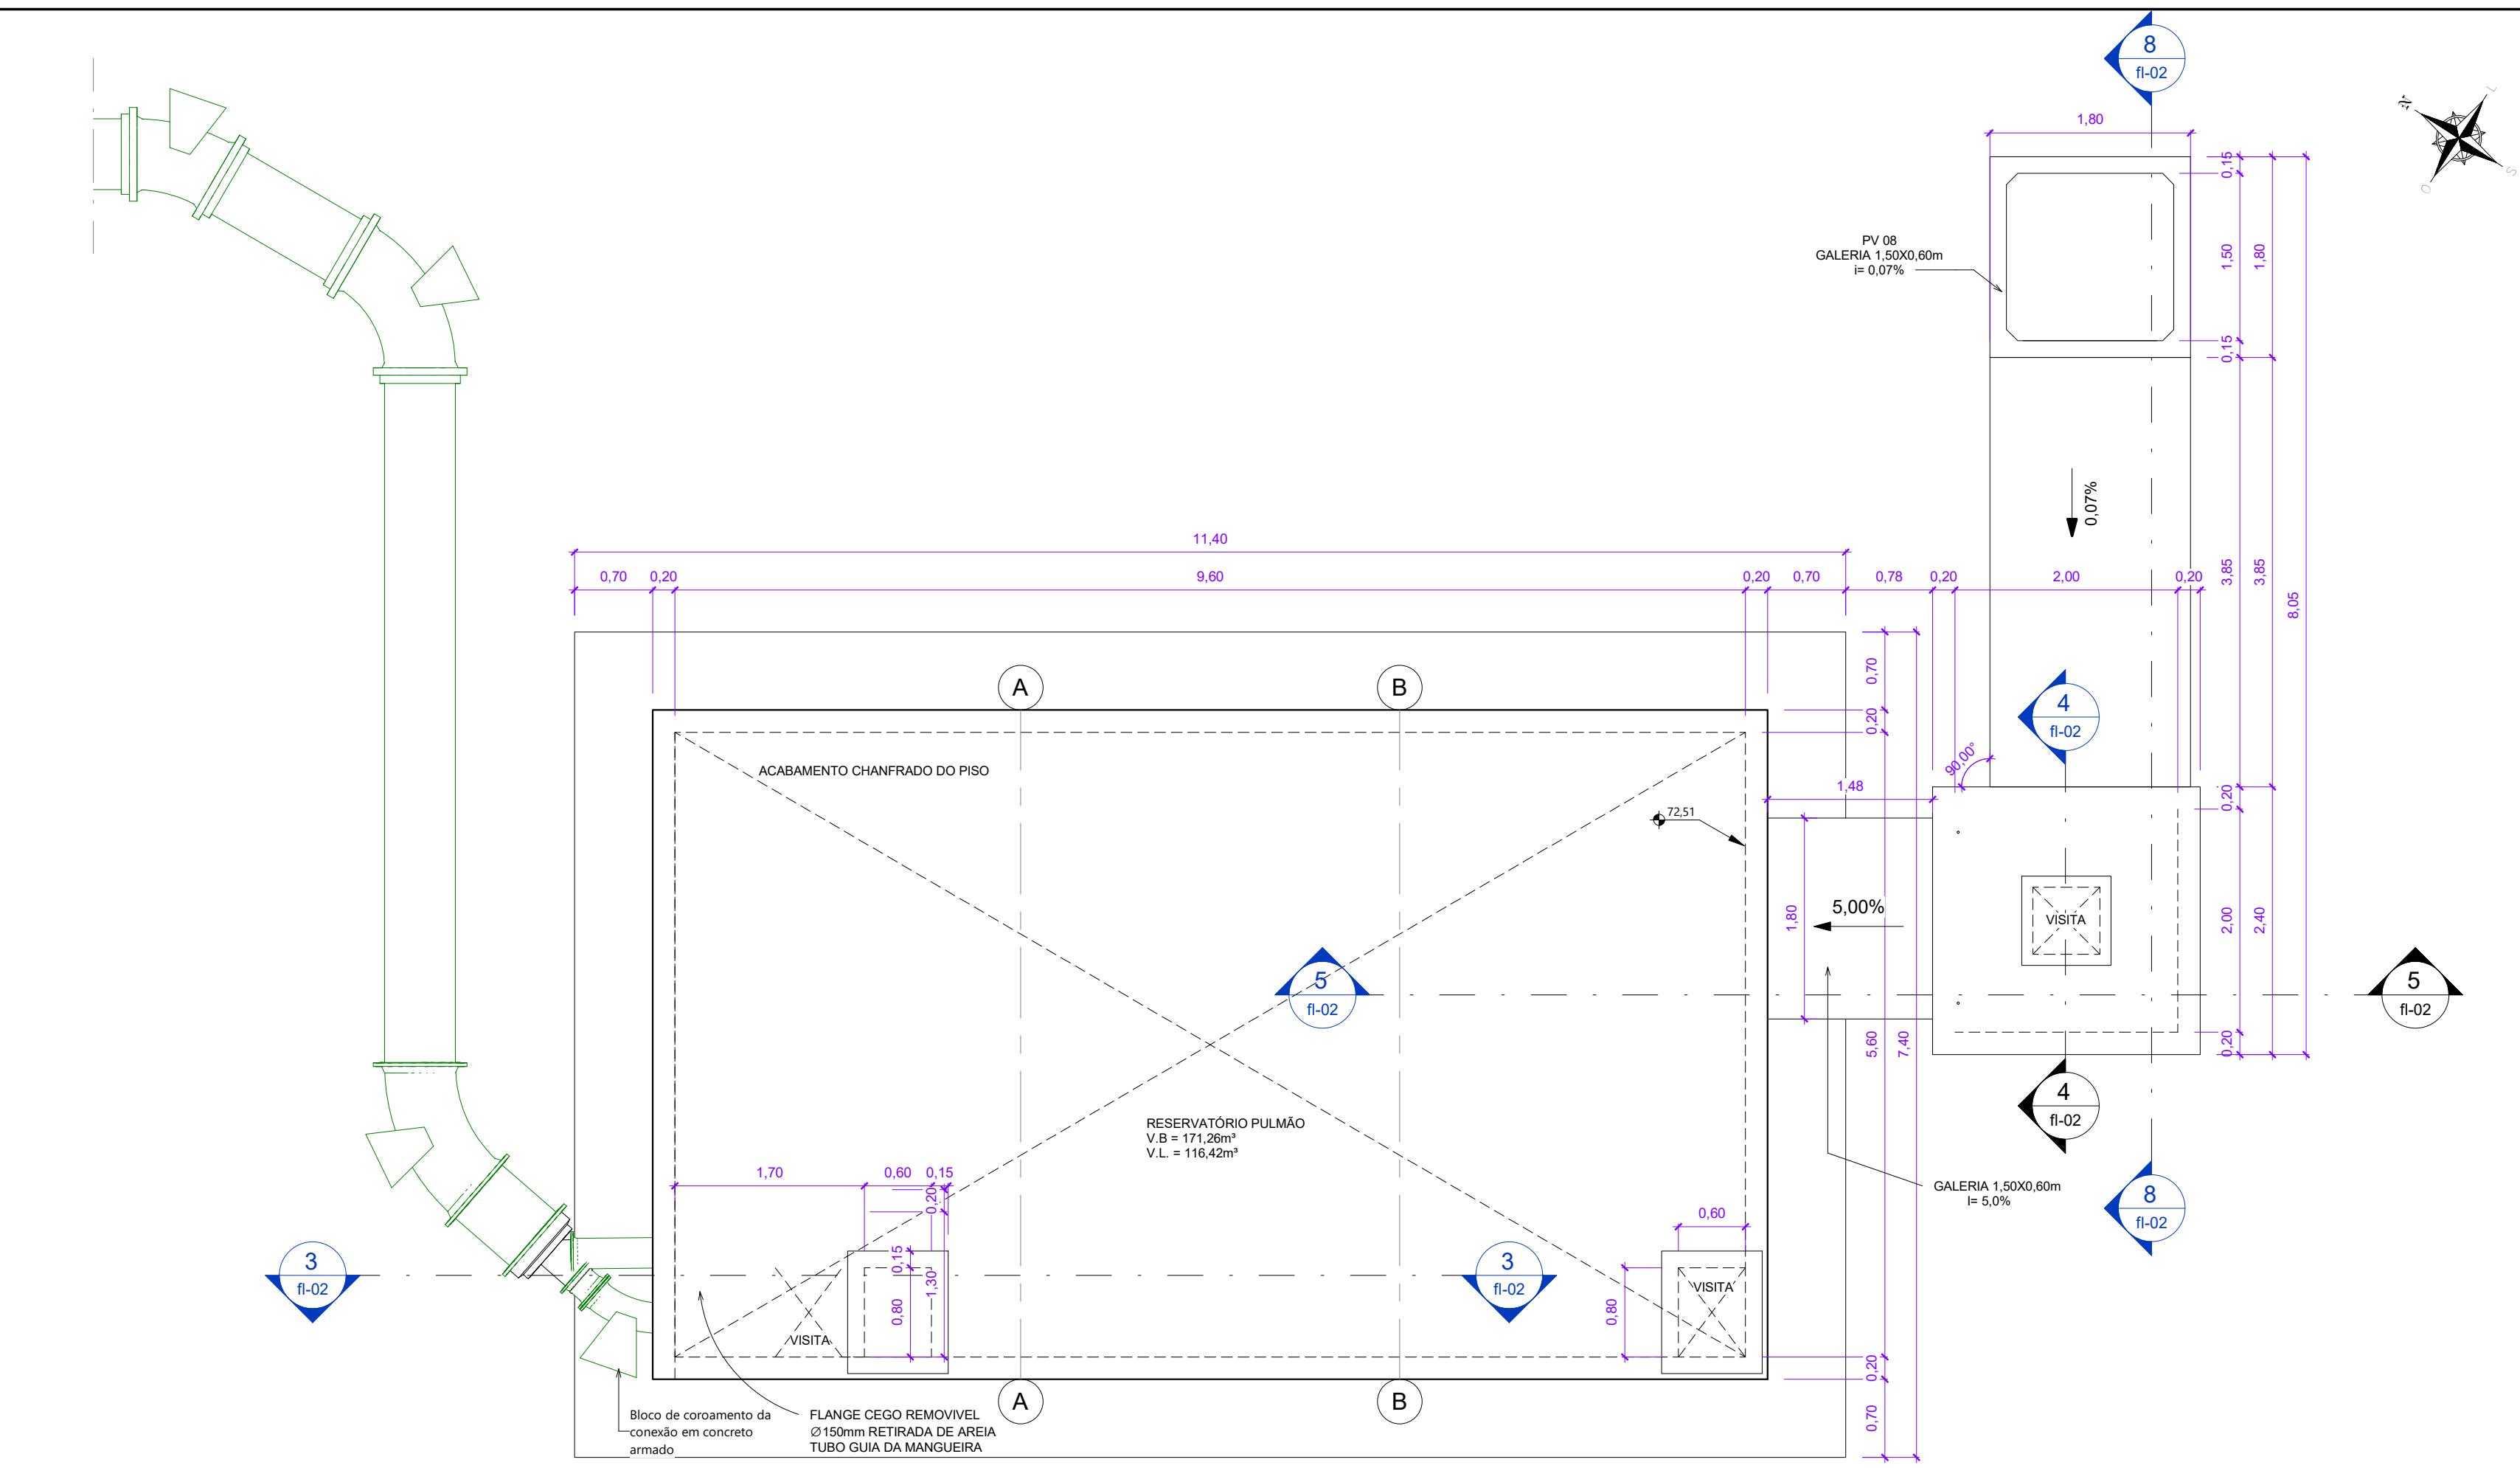 8
fl-02
N
L
O
S
1,80
0,15
1,50
1,80
0,15
PV 08
GALERIA 1,50X0,60m
i= 0,07%
0,07%
3,85
3,85
8,05
11,40
0,70
0,20
9,60
0,20
0,70
0,78
0,20
2,00
0,20
0,70
0,20
A
B
4
fl-02
90,00°
ACABAMENTO CHANFRADO DO PISO
1,48
72,51
0,20
1,80
5,00%
VISITA
2,00
2,40
5
fl-02
5
fl-02
5,60
7,40
0,20
4
fl-02
RESERVATÓRIO PULMÃO
V.B = 171,26m³
V.L. = 116,42m³
1,70
0,60
0,15
0,20
GALERIA 1,50X0,60m
I= 5,0%
8
fl-02
0,60
3
fl-02
0,15
1,30
0,80
3
fl-02
0,80
VISITA
VISITA
0,20
A
B
0,70
Bloco de coroamento da
conexão em concreto
armado
FLANGE CEGO REMOVIVEL
Ø150mm RETIRADA DE AREIA
TUBO GUIA DA MANGUEIRA